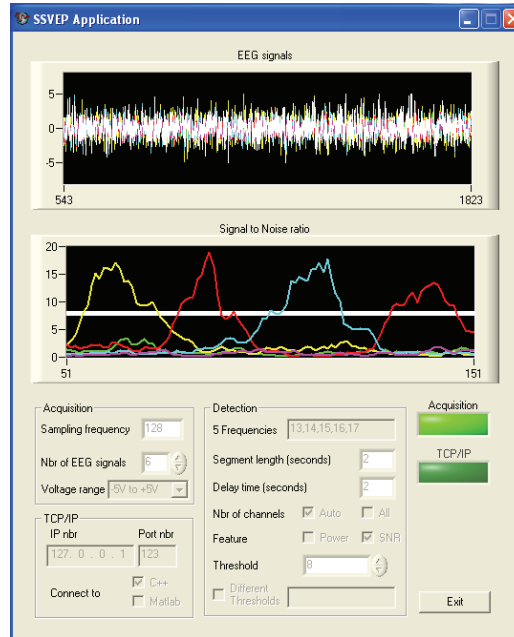 SSVEP Application
EEG signals
5
0
-5
543 1823
Signal to Noise ratio
20
15
10
5
0
51 151
Acquisition
Sampling frequency 128
Nbr of EEG signals 6
Voltage range -5V to +5V
TCP/IP
IP nbr Port nbr
127. 0 . 0 . 1 123
Connect to
C++
Matlab
Detection
5 Frequencies 13,14,15,16,17
Segment length (seconds) 2
Delay time (seconds) 2
Nbr of channels Auto All
Feature Power SNR
Threshold 8
Different
Thresholds
Acquisition
TCP/IP
Exit